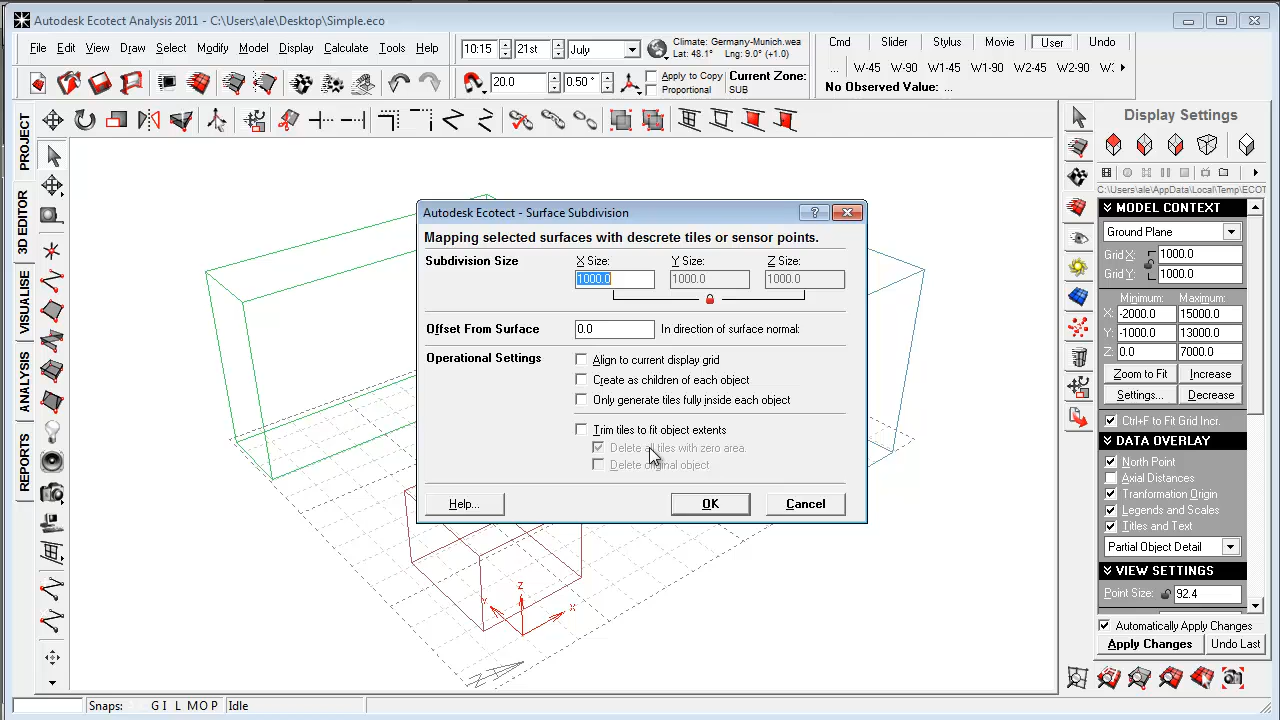 Autodesk Ecotect Analysis 2011 - C:\Users\ale\Desktop\Simple.eco
File Edit View Draw Select Modify Model Display Calculate Tools Help
10:15 21st July
Climate: Germany-Munich.wea
Lat: 48.1° Lng: 9.0° (+1.0)
Cmd Slider Stylus Movie User Undo
W-45 W-90 W1-45 W1-90 W2-45 W2-90 W:
No Observed Value: ...
20.0 0.50 °
Apply to Copy
Proportional
Current Zone:
SUB
PROJECT
3D EDITOR
VISUALISE
ANALYSIS
REPORTS
Autodesk Ecotect - Surface Subdivision
Mapping selected surfaces with descrete tiles or sensor points.
Subdivision Size
X Size: Y Size: Z Size:
1000.0 1000.0 1000.0
Offset From Surface 0.0 In direction of surface normal.
Operational Settings
Align to current display grid
Create as children of each object
Only generate tiles fully inside each object
Trim tiles to fit object extents
Delete all tiles with zero area.
Delete original object
Help... OK Cancel
Z
Y X
Display Settings
C:\Users\ale\AppData\Local\Temp\ECOT
MODEL CONTEXT
Ground Plane
Grid X: 1000.0
Grid Y: 1000.0
Minimum: Maximum:
X: -2000.0 15000.0
Y: -1000.0 13000.0
Z: 0.0 7000.0
Zoom to Fit Increase
Settings... Decrease
Ctrl+F to Fit Grid Incr.
DATA OVERLAY
North Point
Axial Distances
Tranformation Origin
Legends and Scales
Titles and Text
Partial Object Detail
VIEW SETTINGS
Point Size: 92.4
Automatically Apply Changes
Apply Changes Undo Last
Snaps: G I L M O P Idle